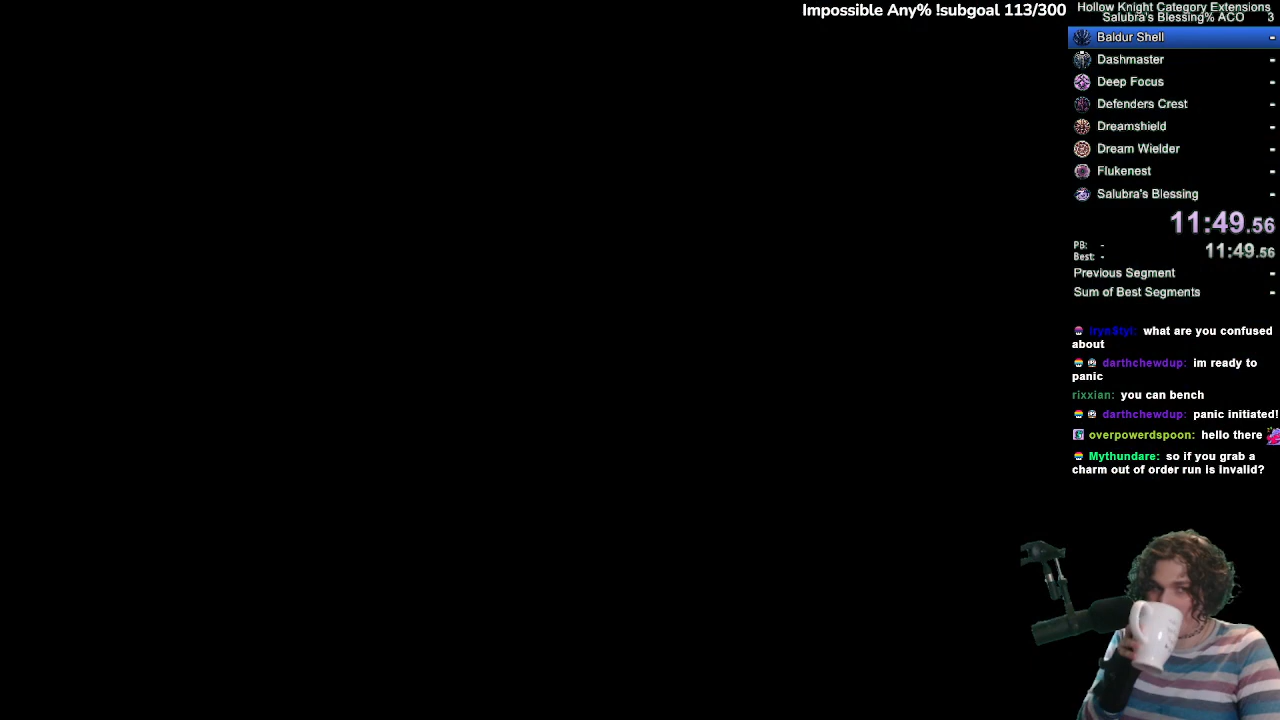 Impossible Any% !subgoal 113/300
Hollow Knight Category Extensions
Salubra's Blessing% ACO 3
Baldur Shell -
Dashmaster -
Deep Focus -
Defenders Crest -
Dreamshield -
Dream Wielder -
Flukenest -
Salubra's Blessing -
11:49.56
PB: -
Best: -
11:49.56
Previous Segment -
Sum of Best Segments -
what are you confused
about
darthchewdup: im ready to
panic
rixxian: you can bench
darthchewdup: panic initiated!
overpowerdspoon: hello there
Mythundare: so if you grab a
charm out of order run is invalid?